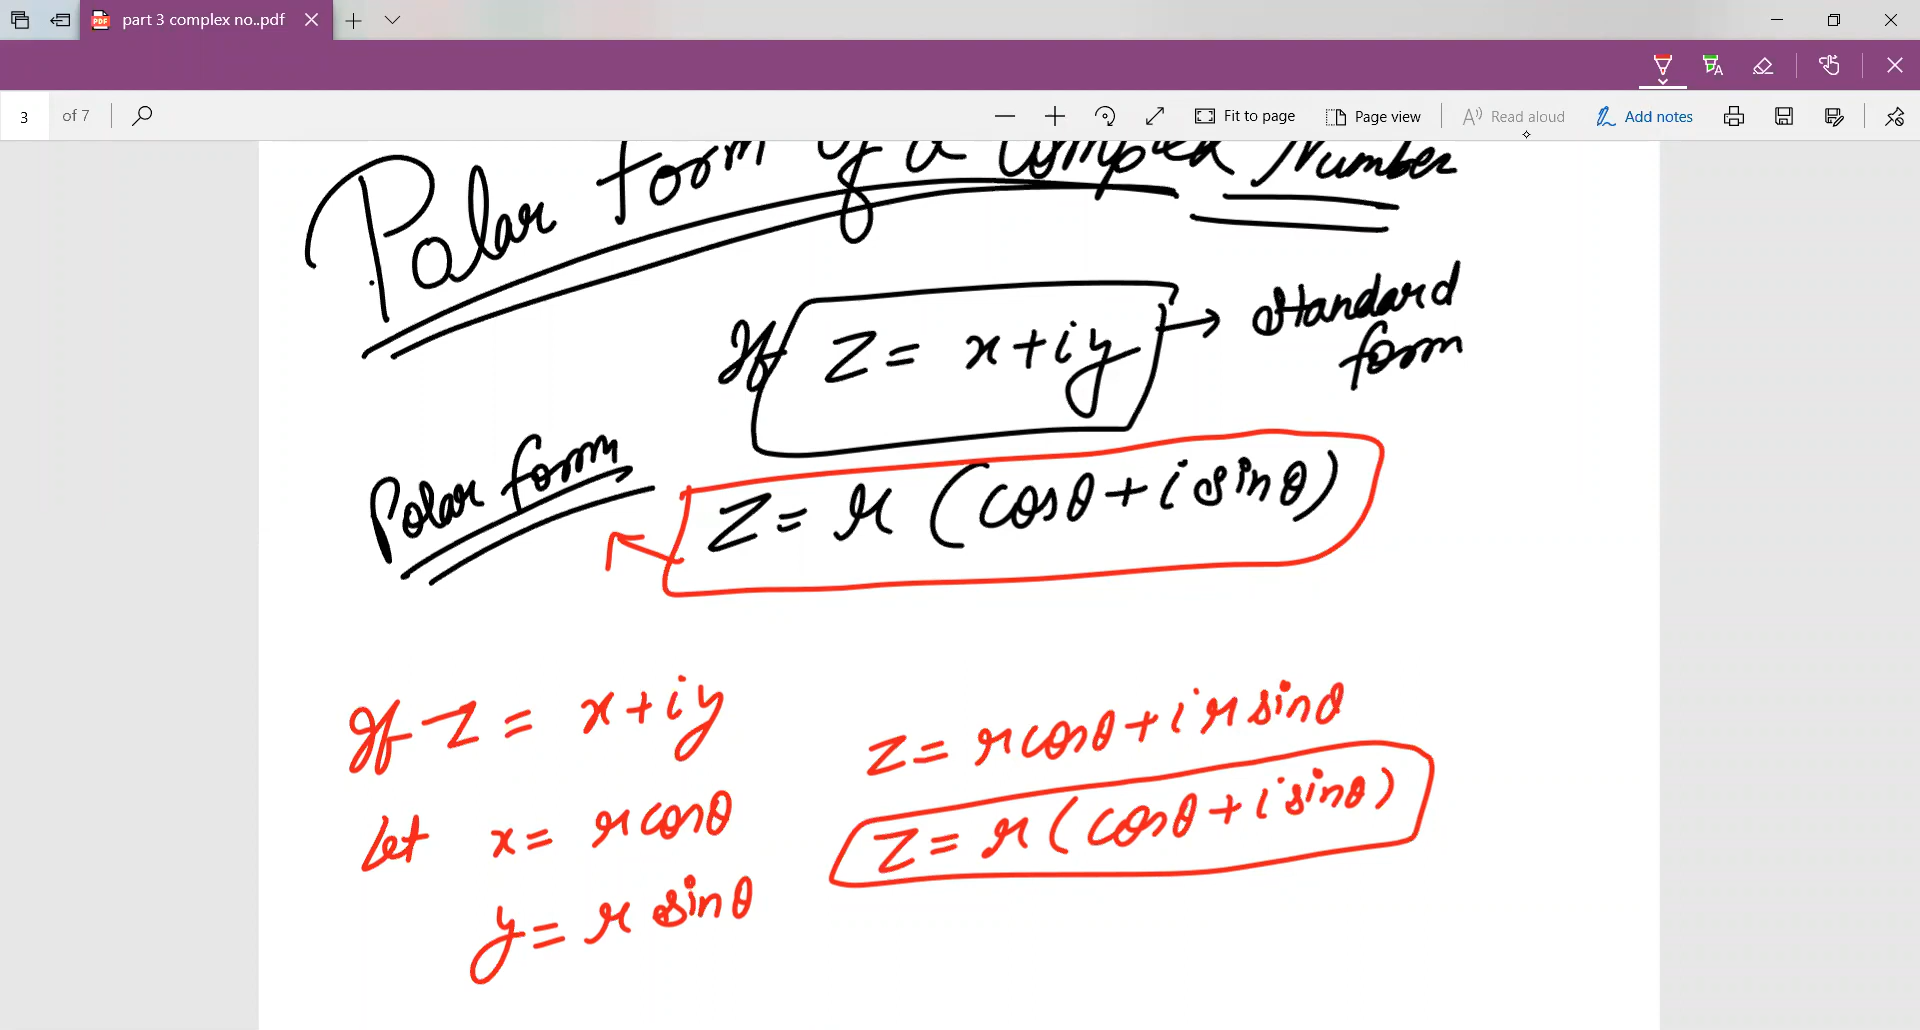 part 3 complex no..pdf
3 of 7
Fit to page
Page view
Read aloud
Add notes
Polar form of a Complex Number
If Z = x+iy → Standard form
Polar form
Z = r (cosθ + i sinθ)
If Z = x+iy
Let x = r cosθ
y = r sinθ
Z = r cosθ + i r sinθ
Z = r (cosθ + i sinθ)